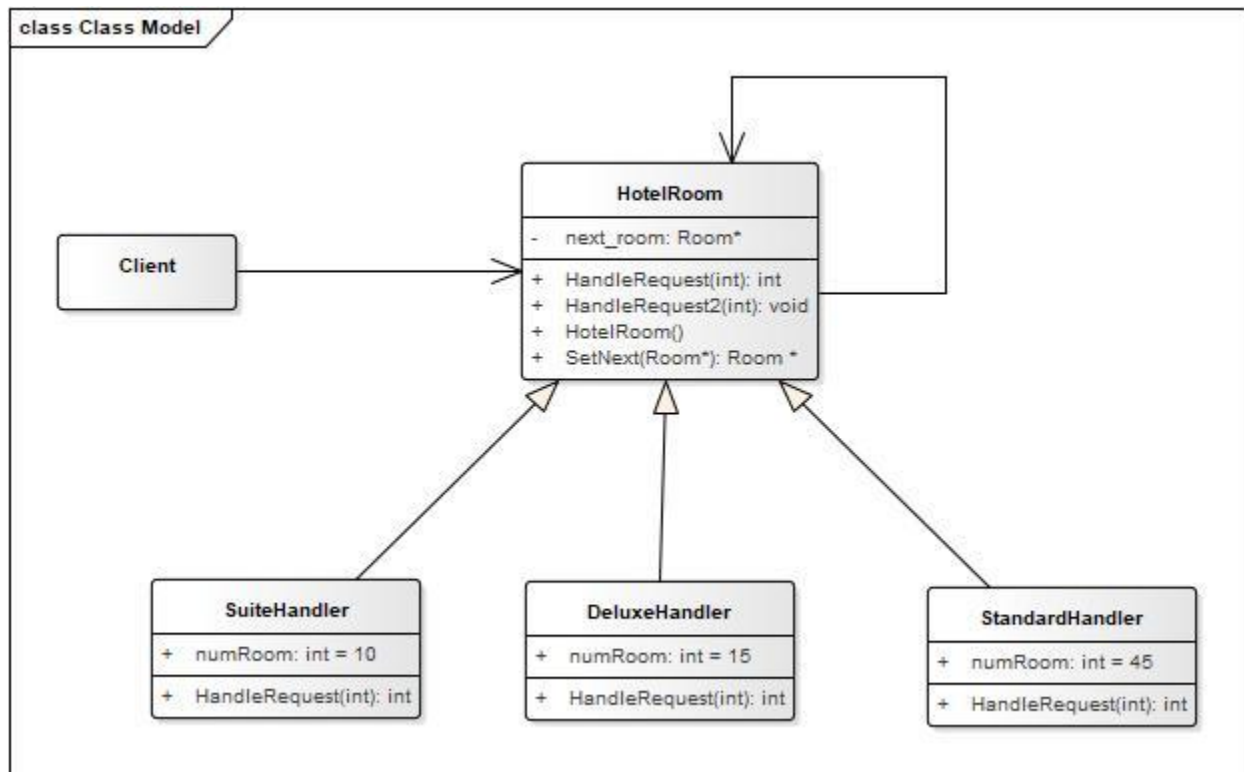 class Class Model
HotelRoom
- next_room: Room*
+ HandleRequest(int): int
+ HandleRequest2(int): void
+ HotelRoom()
+ SetNext(Room*): Room *
Client
SuiteHandler
+ numRoom: int = 10
+ HandleRequest(int): int
DeluxeHandler
+ numRoom: int = 15
+ HandleRequest(int): int
StandardHandler
+ numRoom: int = 45
+ HandleRequest(int): int